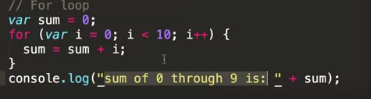 // For loop
var sum = 0;
for (var i = 0; i < 10; i++) {
  sum = sum + i;
}
console.log("sum of 0 through 9 is: " + sum);